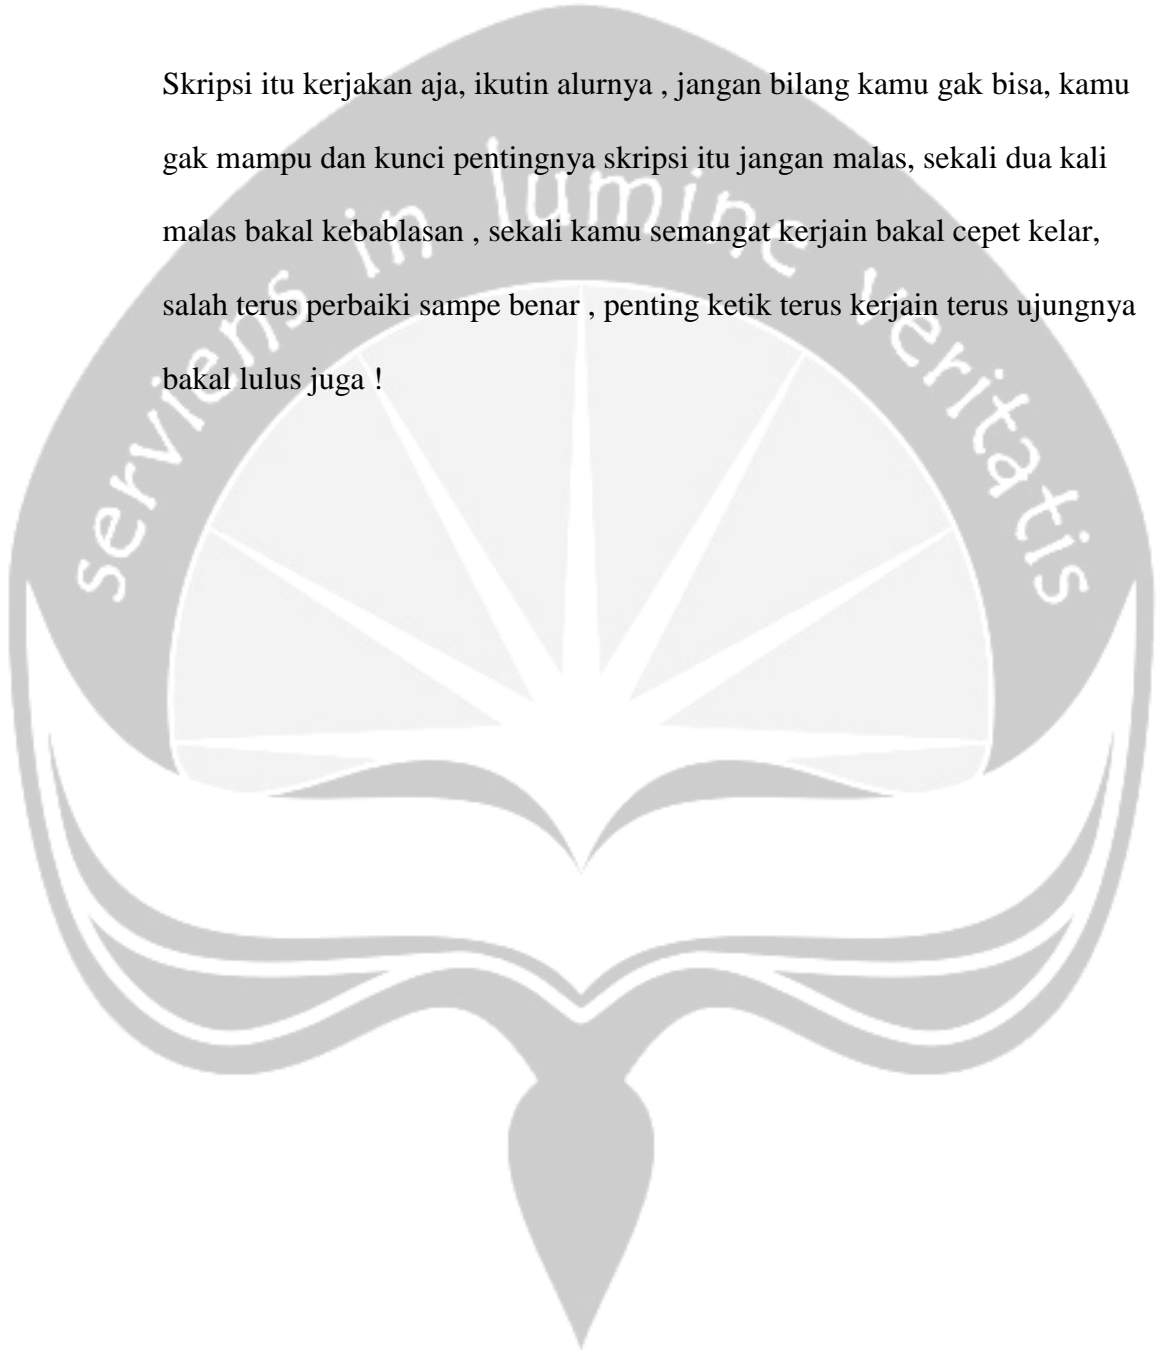 Skripsi itu kerjakan aja, ikutin alurnya , jangan bilang kamu gak bisa, kamu
gak mampu dan kunci pentingnya skripsi itu jangan malas, sekali dua kali
malas bakal kebablasan , sekali kamu semangat kerjain bakal cepet kelar,
salah terus perbaiki sampe benar , penting ketik terus kerjain terus ujungnya
bakal lulus juga !
serviens in lumine veritatis